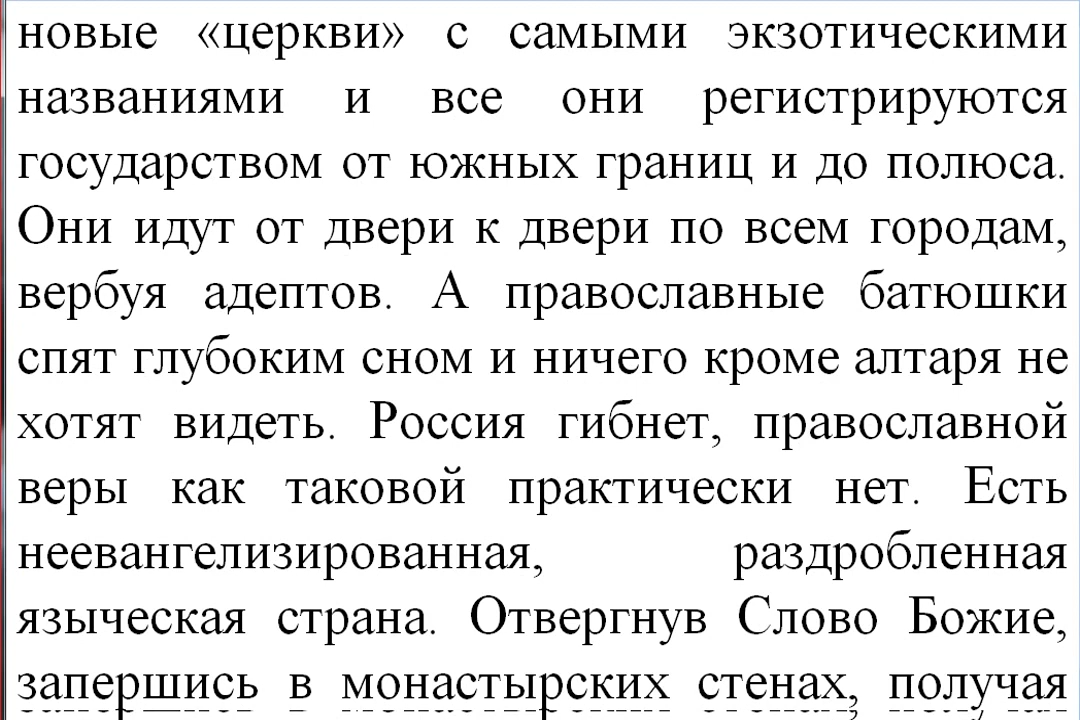 новые «церкви» с самыми экзотическими
названиями и все они регистрируются
государством от южных границ и до полюса.
Они идут от двери к двери по всем городам,
вербуя адептов. А православные батюшки
спят глубоким сном и ничего кроме алтаря не
хотят видеть. Россия гибнет, православной
веры как таковой практически нет. Есть
неевангелизированная, раздробленная
языческая страна. Отвергнув Слово Божие,
запершись в монастырских стенах, получая